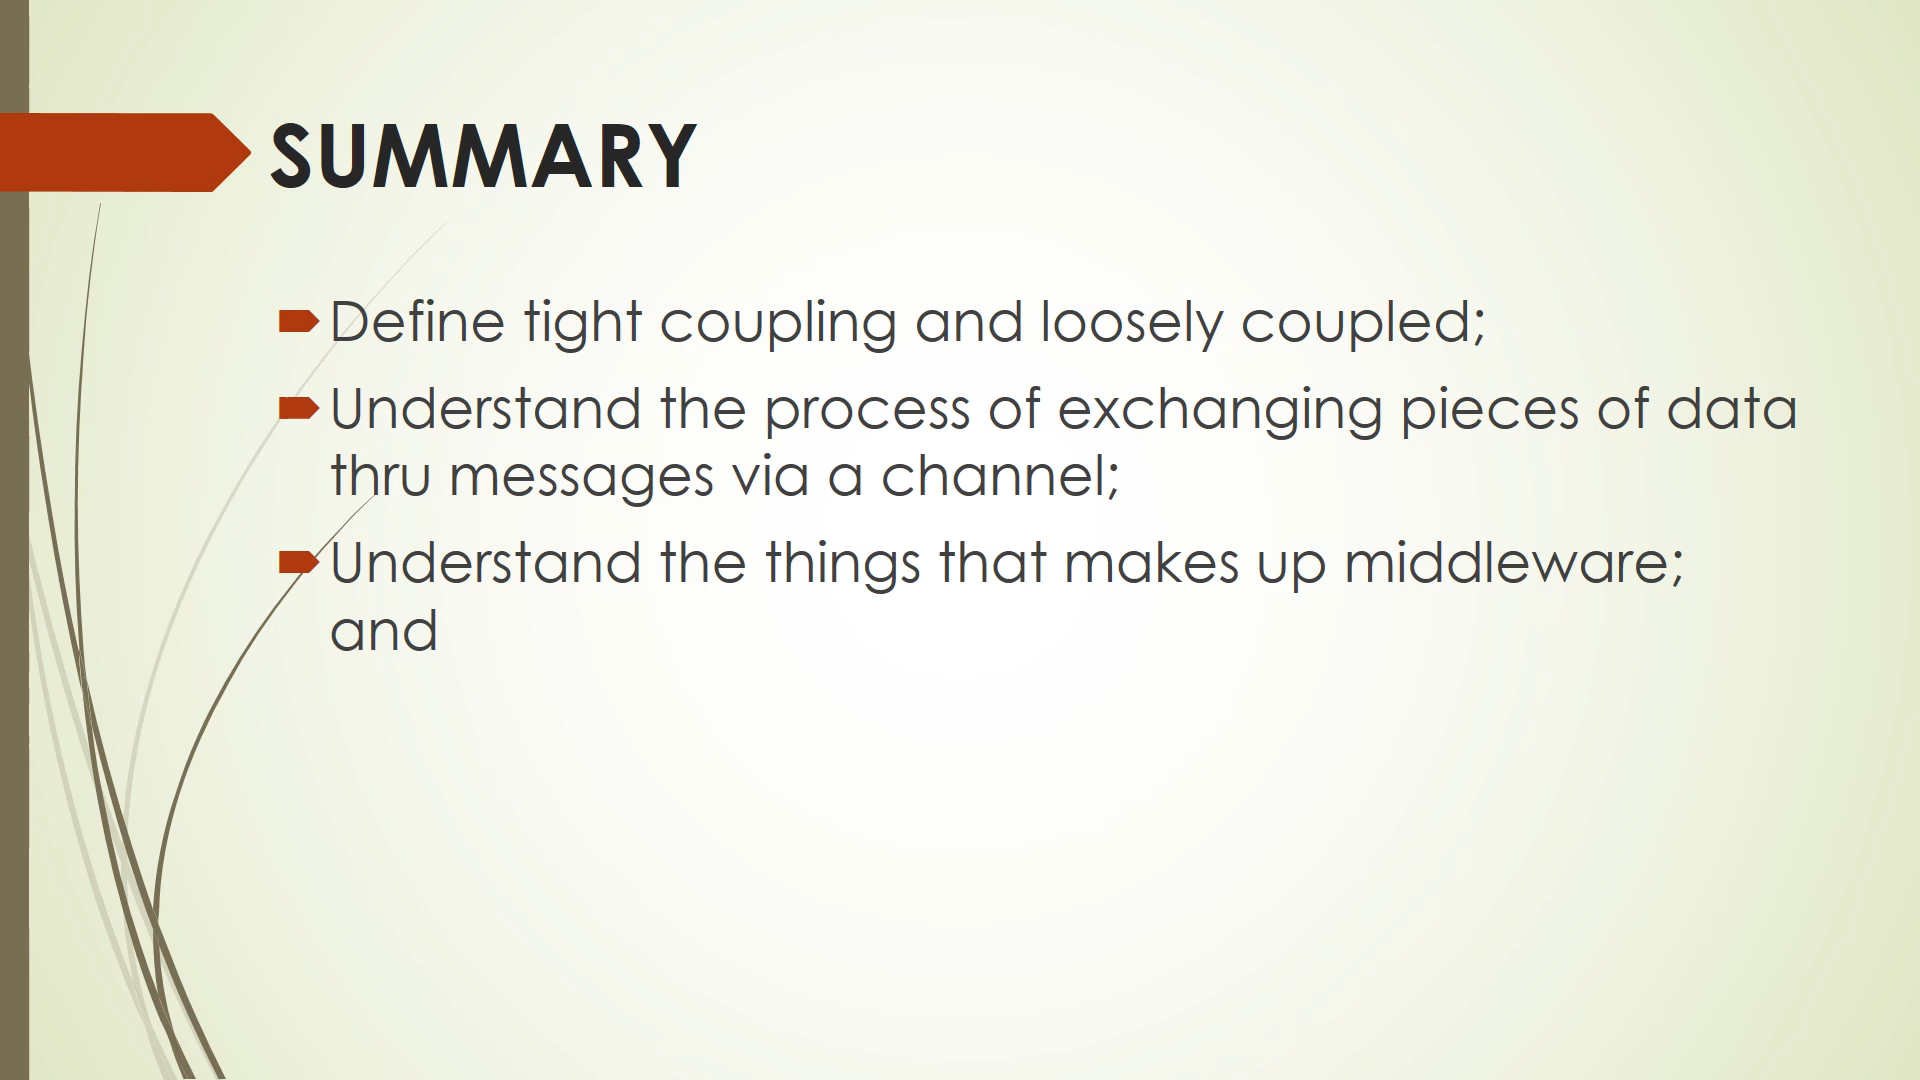 SUMMARY
Define tight coupling and loosely coupled;
Understand the process of exchanging pieces of data
thru messages via a channel;
Understand the things that makes up middleware;
and